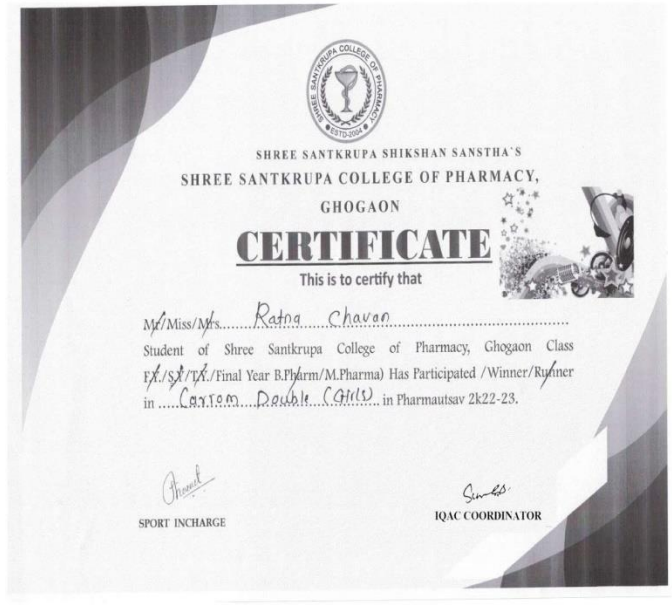 SHREE SANTKRUPA COLLEGE OF PHARMACY
ESTD-2004
SHREE SANTKRUPA SHIKSHAN SANSTHA`S
SHREE SANTKRUPA COLLEGE OF PHARMACY,
GHOGAON
CERTIFICATE
This is to certify that
Mr/Miss/Mrs......Ratna Chavan..............................
Student of Shree Santkrupa College of Pharmacy, Ghogaon Class
F.Y./S.Y/T.Y./Final Year B.Pharm/M.Pharma) Has Participated /Winner/Runner
in .....Carrom Double (Girls).. in Pharmautsav 2k22-23.
SPORT INCHARGE
IQAC COORDINATOR